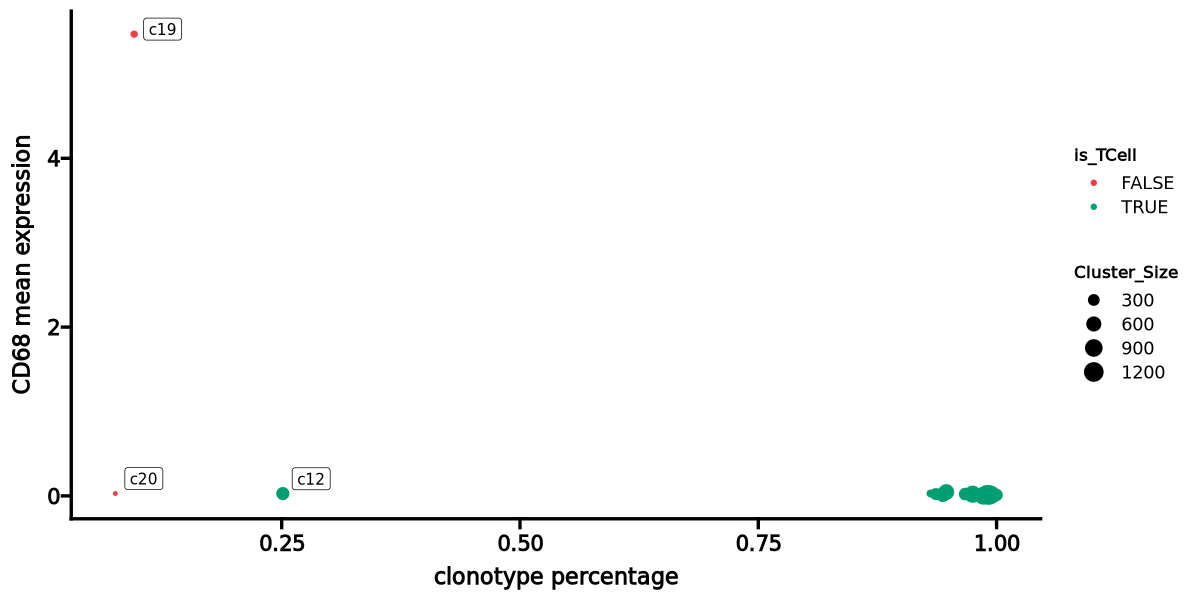 c19
c20
c12
4
2
0
CD68 mean expression
0.25
0.50
0.75
1.00
clonotype percentage
is_TCell
FALSE
TRUE
Cluster_Size
300
600
900
1200